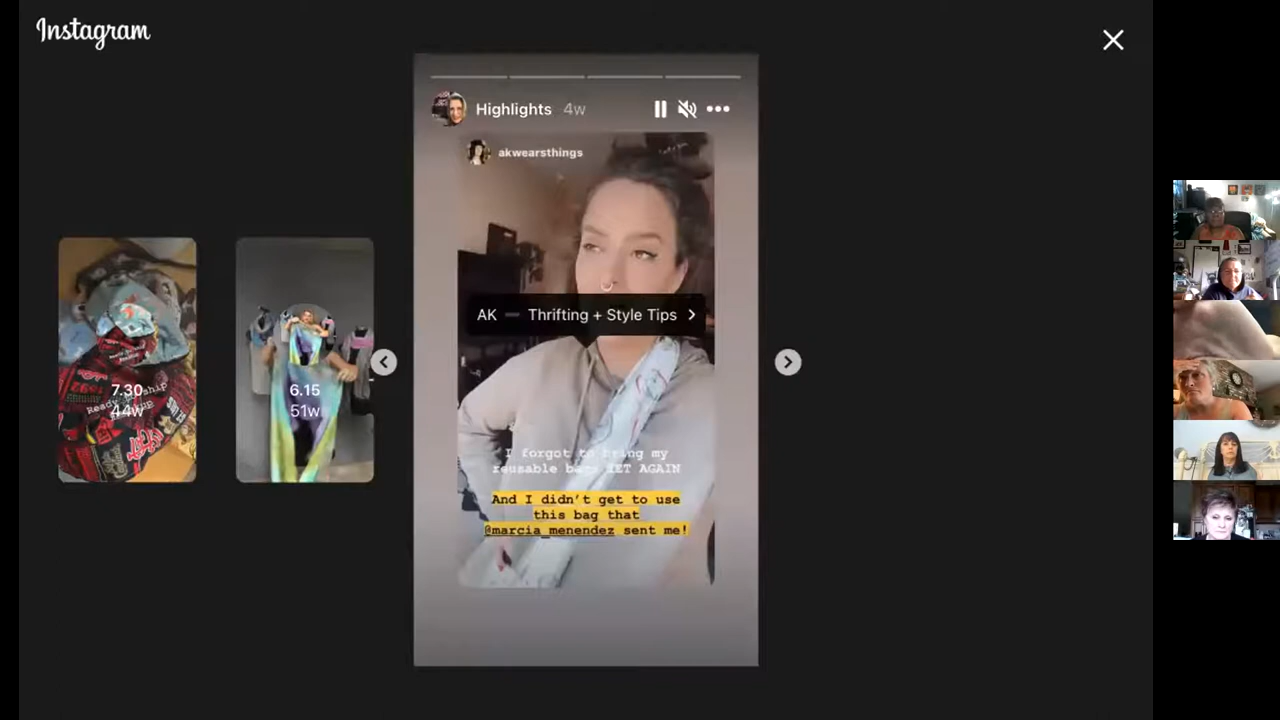 Instagram
Highlights 4w
akwearsthings
AK — Thrifting + Style Tips
7.30
44w
6.15
51w
I forgot to bring my
reusable bags YET AGAIN
And I didn't get to use
this bag that
@marcia_menendez sent me!